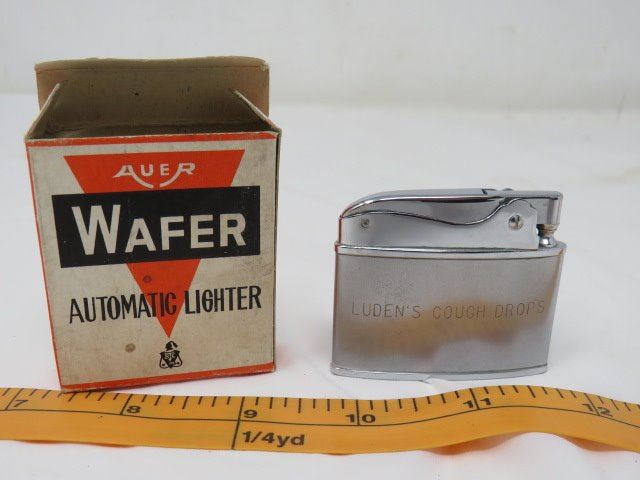 AUER
WAFER
AUTOMATIC LIGHTER
LUDEN'S COUGH DROPS
7 8 9 10 11 12
1/4yd